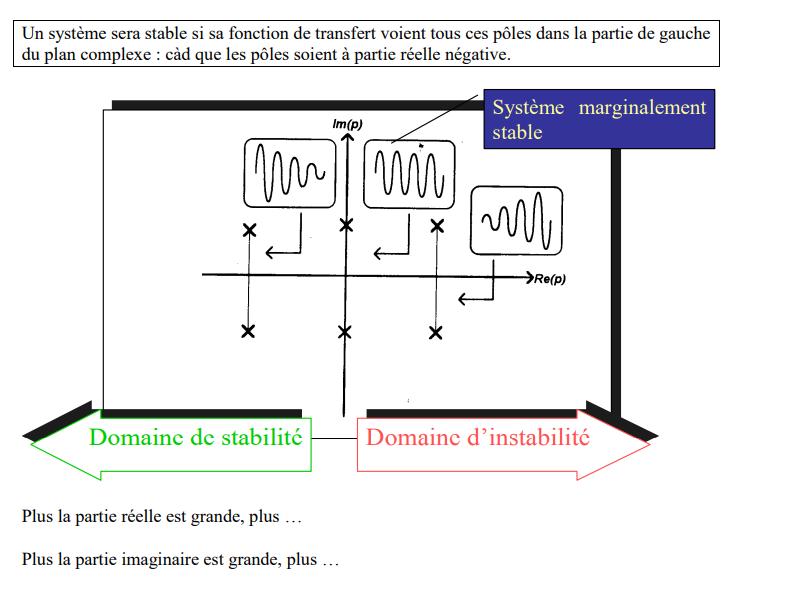 Un système sera stable si sa fonction de transfert voient tous ces pôles dans la partie de gauche
du plan complexe : càd que les pôles soient à partie réelle négative.
Système marginalement
stable
Im(p)
Re(p)
Domaine de stabilité
Domaine d'instabilité
Plus la partie réelle est grande, plus …
Plus la partie imaginaire est grande, plus …